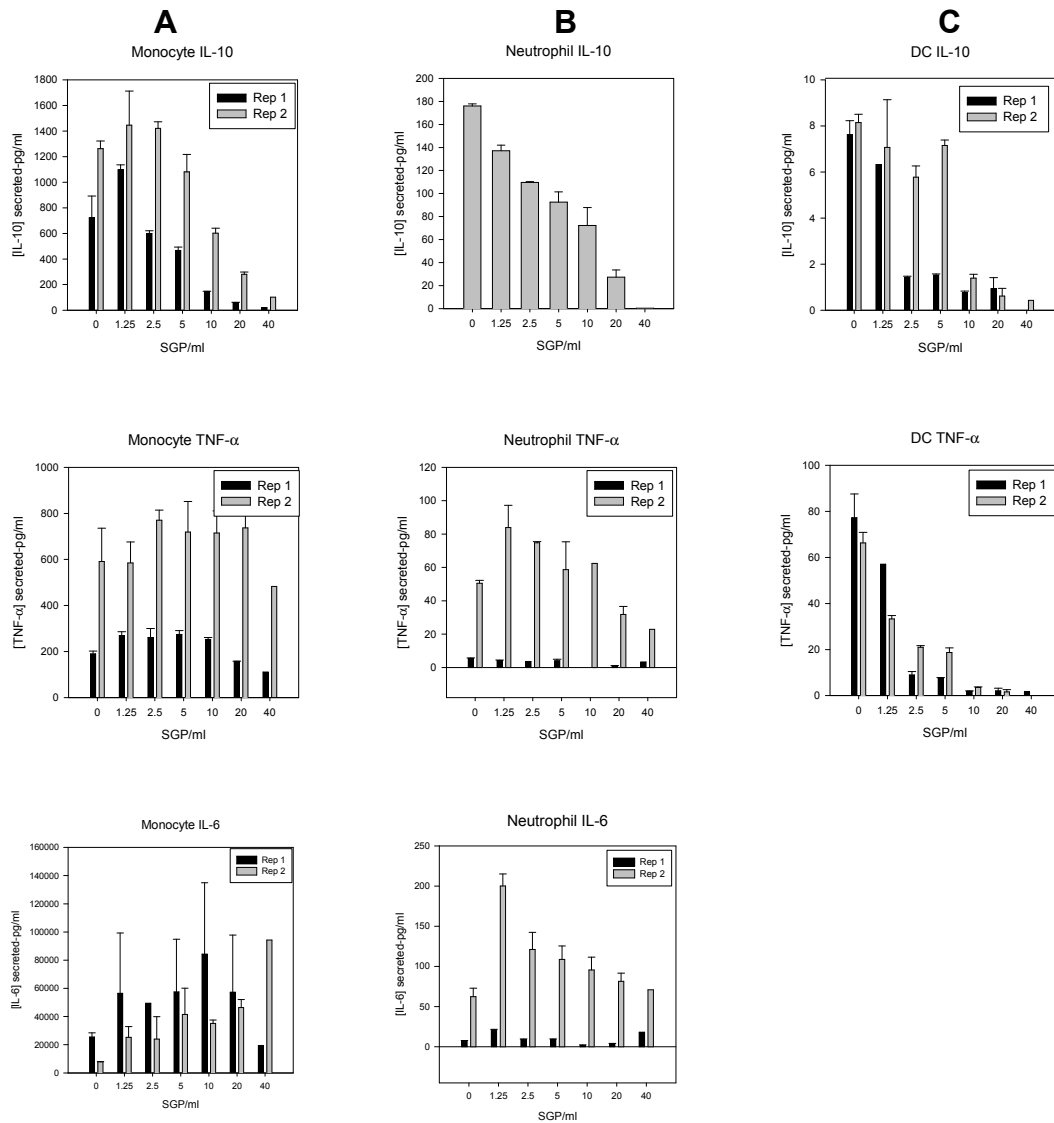 A
B
C
Monocyte IL-10
1800
1600
1400
1200
1000
800
600
400
200
0
[IL-10] secreted-pg/ml
Rep 1
Rep 2
0 1.25 2.5 5 10 20 40
SGP/ml
Neutrophil IL-10
200
180
160
140
120
100
80
60
40
20
0
[IL-10] secreted-pg/ml
0 1.25 2.5 5 10 20 40
SGP/ml
DC IL-10
10
8
6
4
2
0
[IL-10] secreted-pg/ml
Rep 1
Rep 2
0 1.25 2.5 5 10 20 40
SGP/ml
Monocyte TNF-α
1000
800
600
400
200
0
[TNF-α] secreted-pg/ml
Rep 1
Rep 2
0 1.25 2.5 5 10 20 40
SGP/ml
Neutrophil TNF-α
120
100
80
60
40
20
0
[TNF-α] secreted-pg/ml
Rep 1
Rep 2
0 1.25 2.5 5 10 20 40
SGP/ml
DC TNF-α
100
80
60
40
20
0
[TNF-α] secreted-pg/ml
Rep 1
Rep 2
0 1.25 2.5 5 10 20 40
SGP/ml
Monocyte IL-6
160000
140000
120000
100000
80000
60000
40000
20000
0
[IL-6] secreted-pg/ml
Rep 1
Rep 2
0 1.25 2.5 5 10 20 40
SGP/ml
Neutrophil IL-6
250
200
150
100
50
0
[IL-6] secreted-pg/ml
Rep 1
Rep 2
0 1.25 2.5 5 10 20 40
SGP/ml